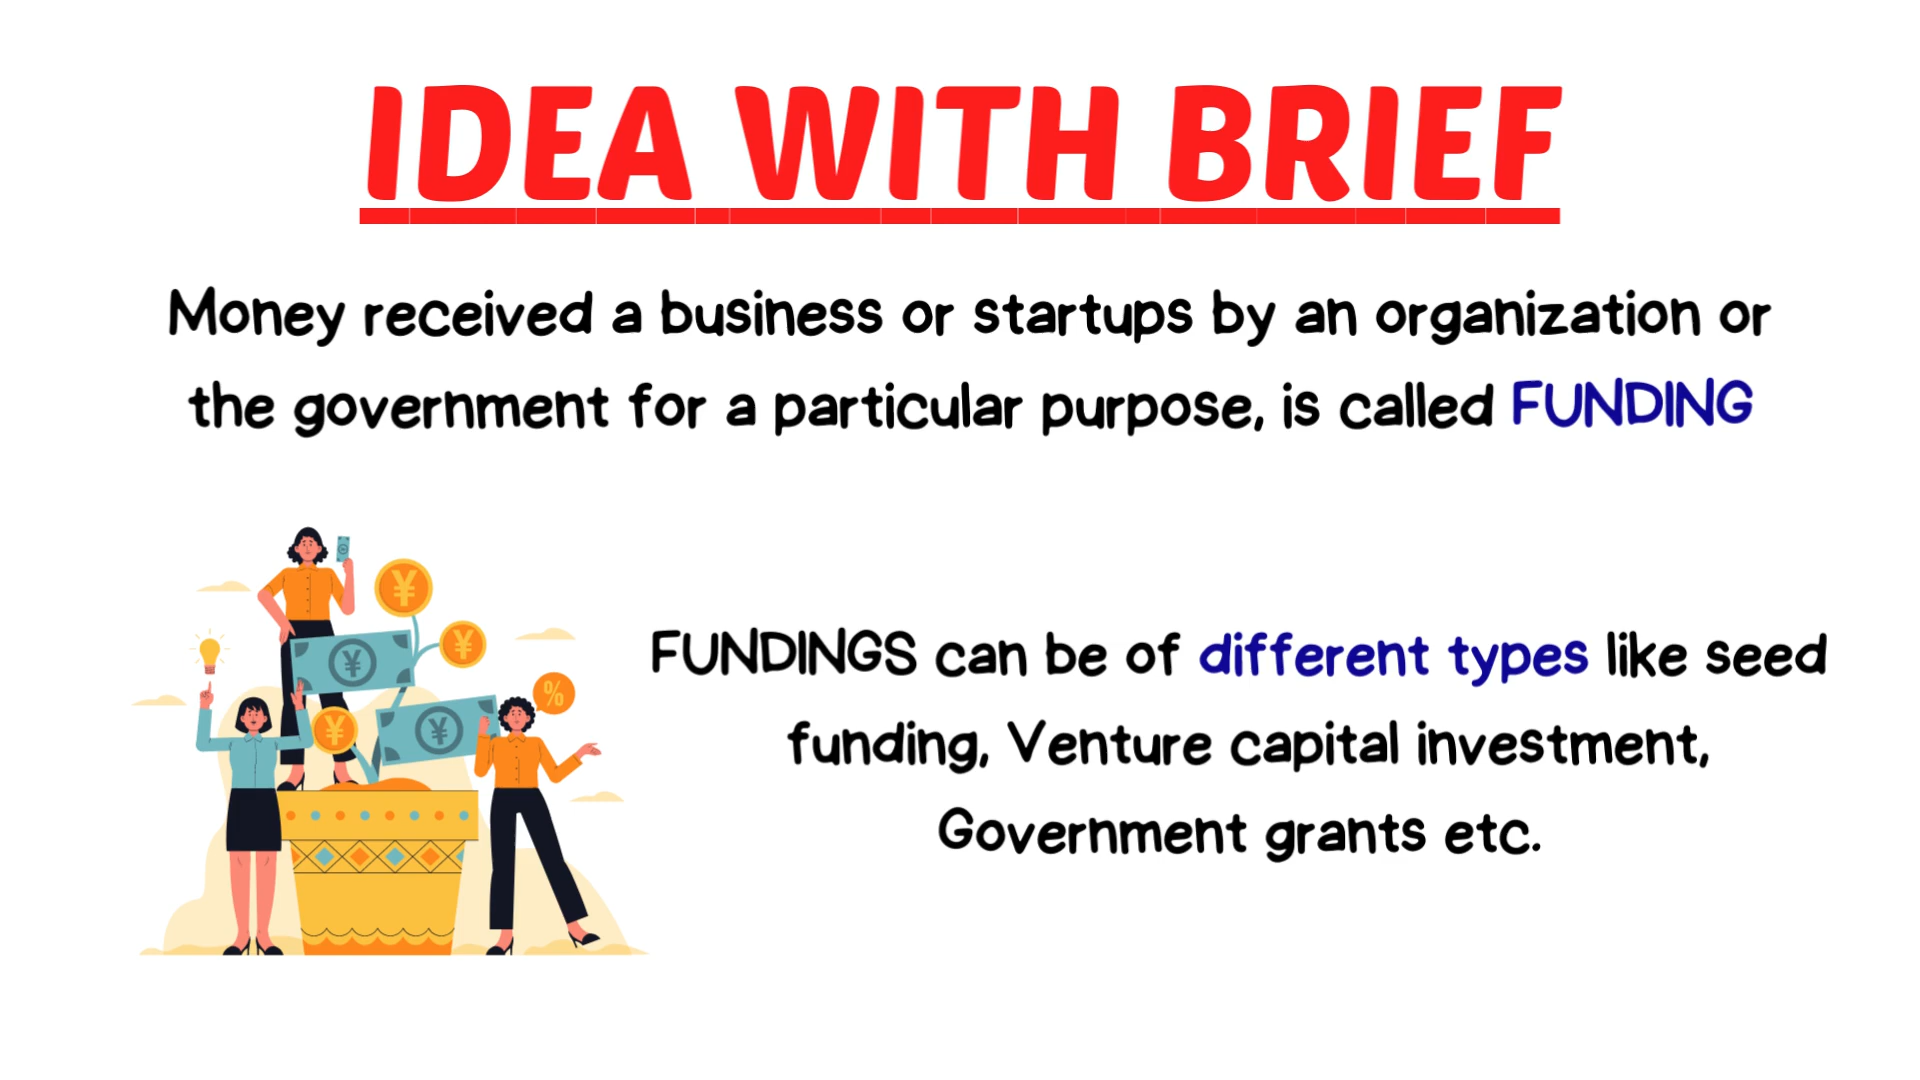 IDEA WITH BRIEF
Money received a business or startups by an organization or
the government for a particular purpose, is called FUNDING
FUNDINGS can be of different types like seed
funding, Venture capital investment,
Government grants etc.
¥
¥
¥
¥
¥
%